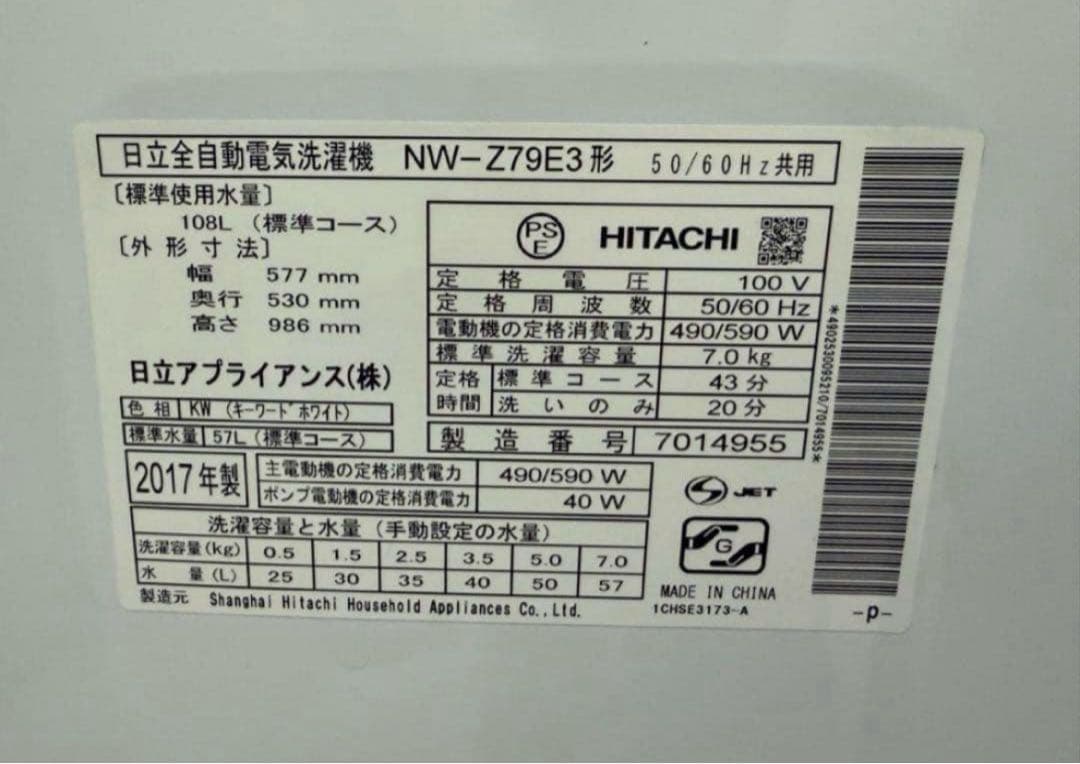 日立全自動電気洗濯機 NW-Z79E3形 50/60Hz共用
〔標準使用水量〕
108L (標準コース)
〔外形寸法〕
幅 577 mm
奥行 530 mm
高さ 986 mm
日立アプライアンス(株)
色相 KW (キーワードホワイト)
標準水量 57L (標準コース)
PSE HITACHI
定格電圧 100 V
定格周波数 50/60 Hz
電動機の定格消費電力 490/590 W
標準洗濯容量 7.0 kg
定格時間 標準コース 43 分
洗いのみ 20 分
製造番号 7014955
2017年製
主電動機の定格消費電力 490/590 W
ポンプ電動機の定格消費電力 40 W
洗濯容量と水量 (手動設定の水量)
洗濯容量(kg) 0.5 1.5 2.5 3.5 5.0 7.0
水量(L) 25 30 35 40 50 57
製造元 Shanghai Hitachi Household Appliances Co.,Ltd.
JET
G
MADE IN CHINA
1CHSE3173-A
*4902530095210/7014955*
-p-